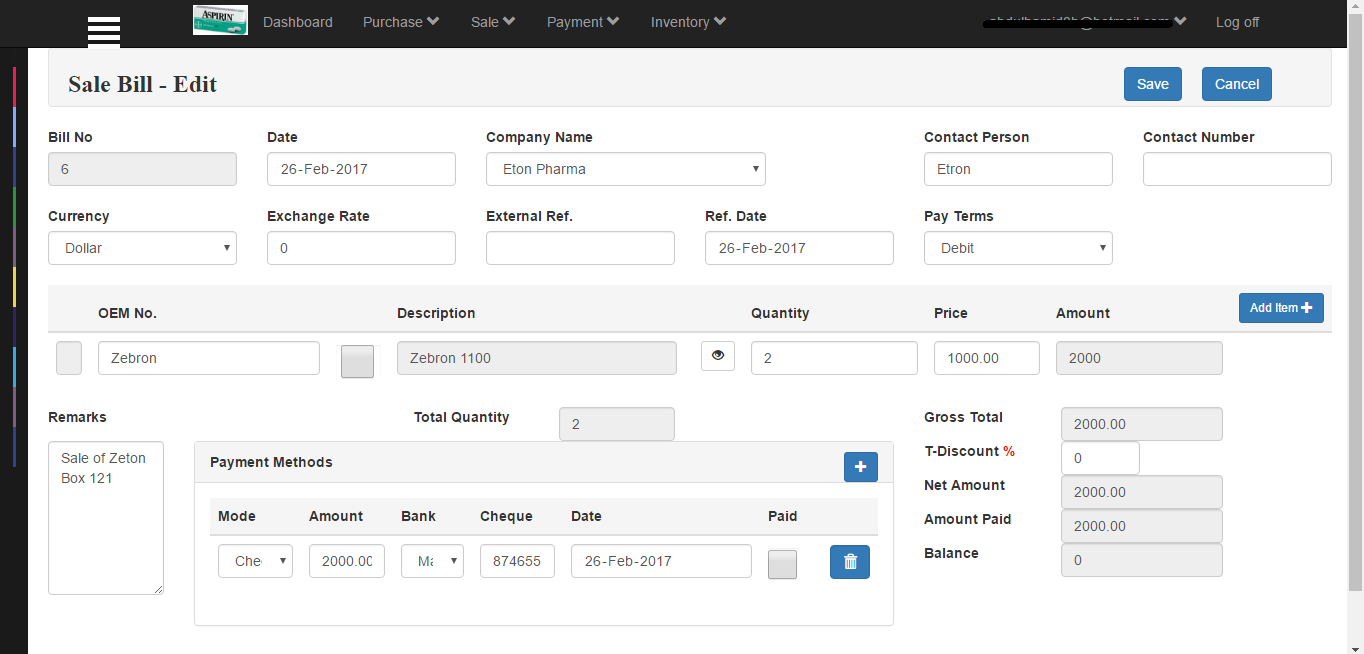 ASPIRIN Dashboard Purchase Sale Payment Inventory Log off
Sale Bill - Edit Save Cancel
Bill No Date Company Name Contact Person Contact Number
6 26-Feb-2017 Eton Pharma Etron
Currency Exchange Rate External Ref. Ref. Date Pay Terms
Dollar 0 26-Feb-2017 Debit
OEM No. Description Quantity Price Amount Add Item
Zebron Zebron 1100 2 1000.00 2000
Remarks Total Quantity 2 Gross Total 2000.00
Sale of Zeton
Box 121
Payment Methods
Mode Amount Bank Cheque Date Paid
Che 2000.00 Ma 874655 26-Feb-2017
T-Discount % 0
Net Amount 2000.00
Amount Paid 2000.00
Balance 0